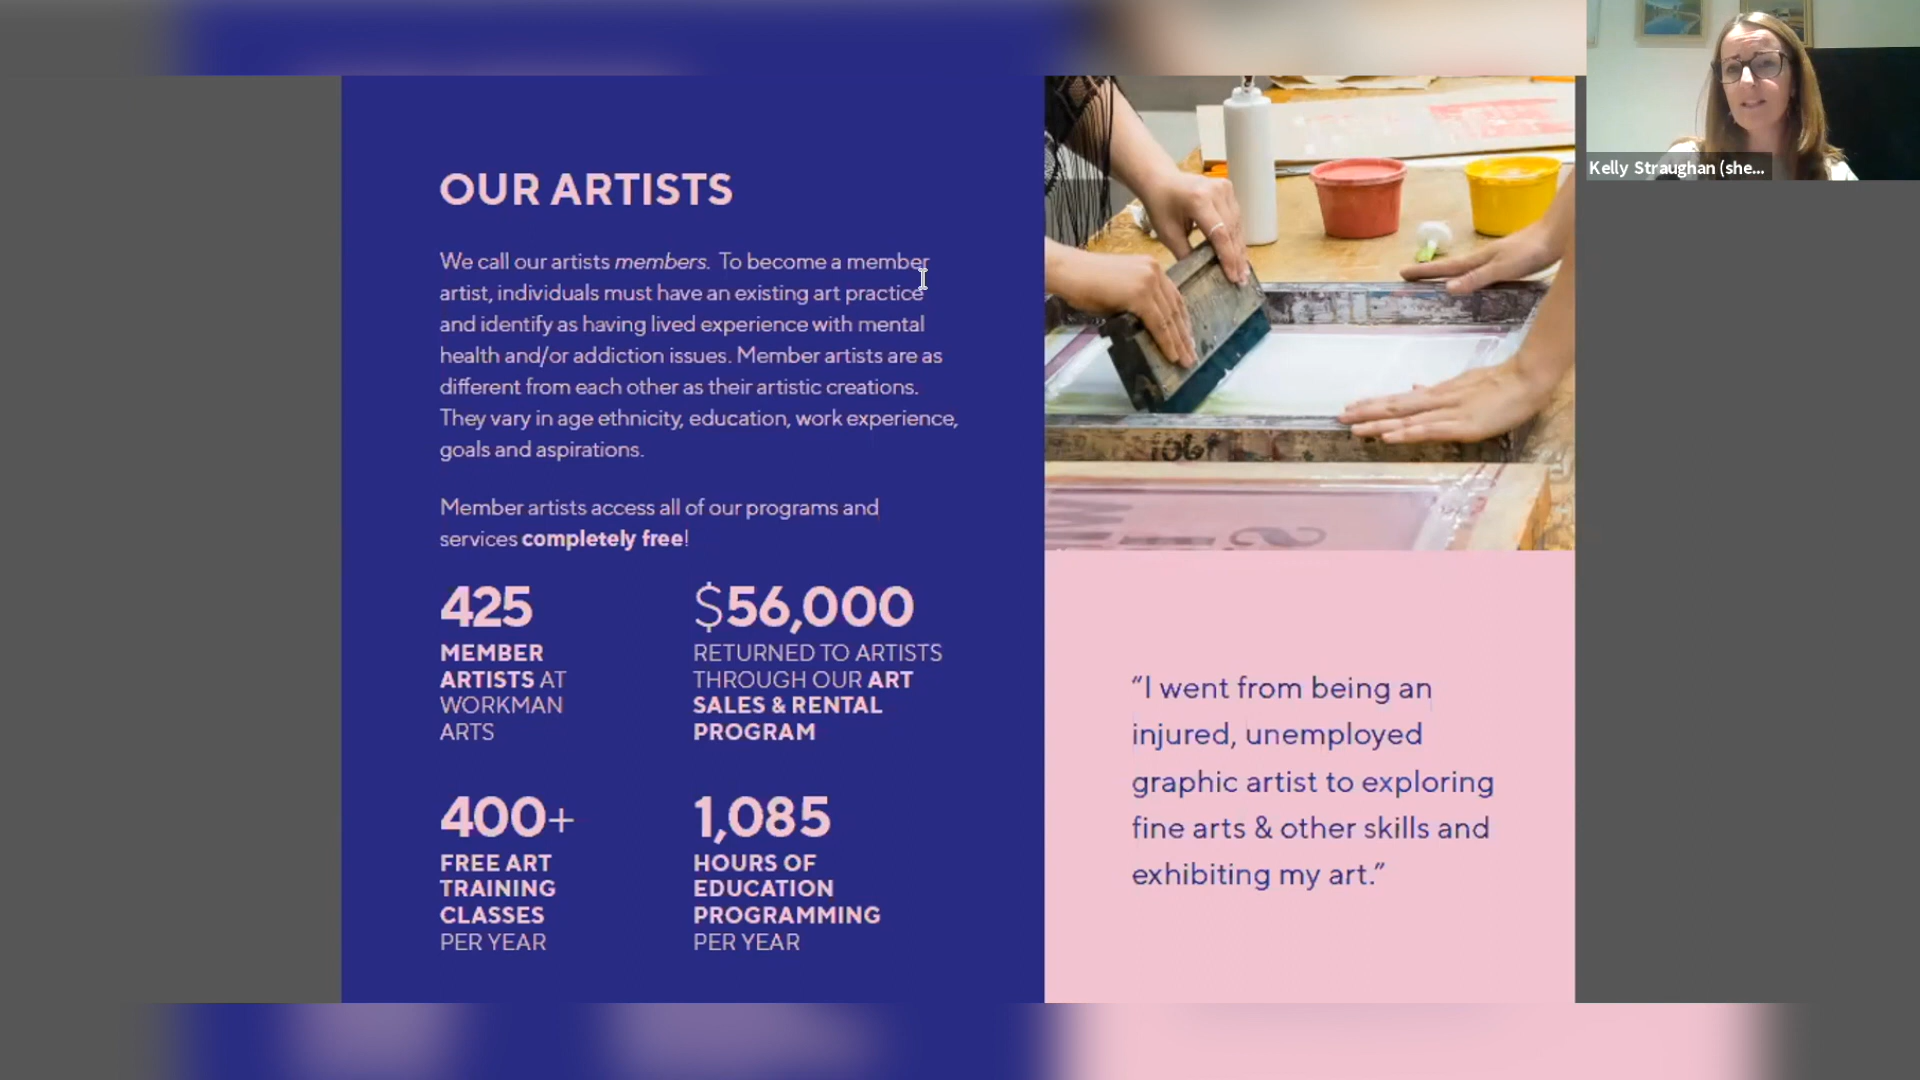 OUR ARTISTS
We call our artists members. To become a member
artist, individuals must have an existing art practice
and identify as having lived experience with mental
health and/or addiction issues. Member artists are as
different from each other as their artistic creations.
They vary in age ethnicity, education, work experience,
goals and aspirations.
Member artists access all of our programs and
services completely free!
425
MEMBER
ARTISTS AT
WORKMAN
ARTS
$56,000
RETURNED TO ARTISTS
THROUGH OUR ART
SALES & RENTAL
PROGRAM
400+
FREE ART
TRAINING
CLASSES
PER YEAR
1,085
HOURS OF
EDUCATION
PROGRAMMING
PER YEAR
“I went from being an
injured, unemployed
graphic artist to exploring
fine arts & other skills and
exhibiting my art.”
Kelly Straughan (she...